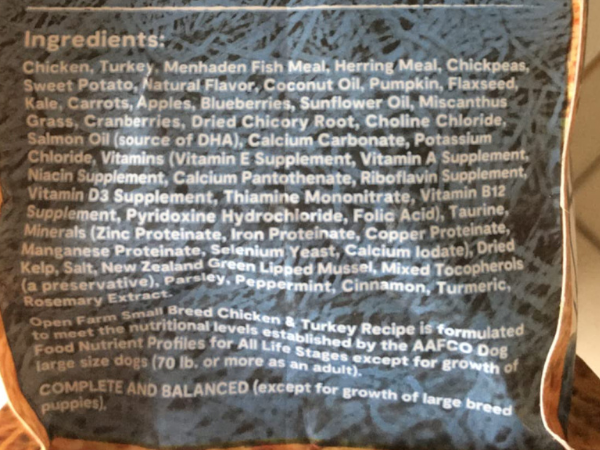 Ingredients:
Chicken, Turkey, Menhaden Fish Meal, Herring Meal, Chickpeas,
Sweet Potato, Natural Flavor, Coconut Oil, Pumpkin, Flaxseed,
Kale, Carrots, Apples, Blueberries, Sunflower Oil, Miscanthus
Grass, Cranberries, Dried Chicory Root, Choline Chloride,
Salmon Oil (source of DHA), Calcium Carbonate, Potassium
Chloride, Vitamins (Vitamin E Supplement, Vitamin A Supplement,
Niacin Supplement, Calcium Pantothenate, Riboflavin Supplement,
Vitamin D3 Supplement, Thiamine Mononitrate, Vitamin B12
Supplement, Pyridoxine Hydrochloride, Folic Acid), Taurine,
Minerals (Zinc Proteinate, Iron Proteinate, Copper Proteinate,
Manganese Proteinate, Selenium Yeast, Calcium Iodate), Dried
Kelp, Salt, New Zealand Green Lipped Mussel, Mixed Tocopherols
(a preservative), Parsley, Peppermint, Cinnamon, Turmeric,
Rosemary Extract.
Open Farm Small Breed Chicken & Turkey Recipe is formulated
to meet the nutritional levels established by the AAFCO Dog
Food Nutrient Profiles for All Life Stages except for growth of
large size dogs (70 lb. or more as an adult).
COMPLETE AND BALANCED (except for growth of large breed
puppies).